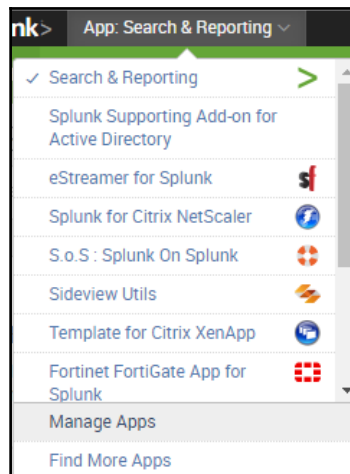 nk> App: Search & Reporting
Search & Reporting
Splunk Supporting Add-on for
Active Directory
eStreamer for Splunk
sf
Splunk for Citrix NetScaler
S.o.S : Splunk On Splunk
Sideview Utils
Template for Citrix XenApp
Fortinet FortiGate App for
Splunk
Manage Apps
Find More Apps